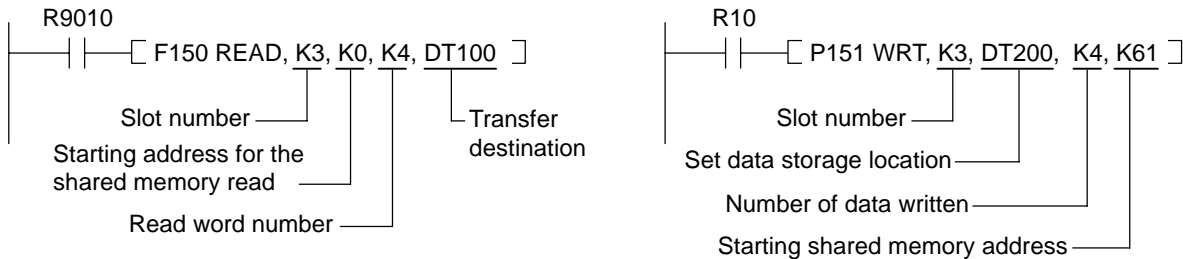 R9010
F150 READ, K3, K0, K4, DT100
Slot number
Transfer
destination
Starting address for the
shared memory read
Read word number
R10
P151 WRT, K3, DT200, K4, K61
Slot number
Set data storage location
Number of data written
Starting shared memory address